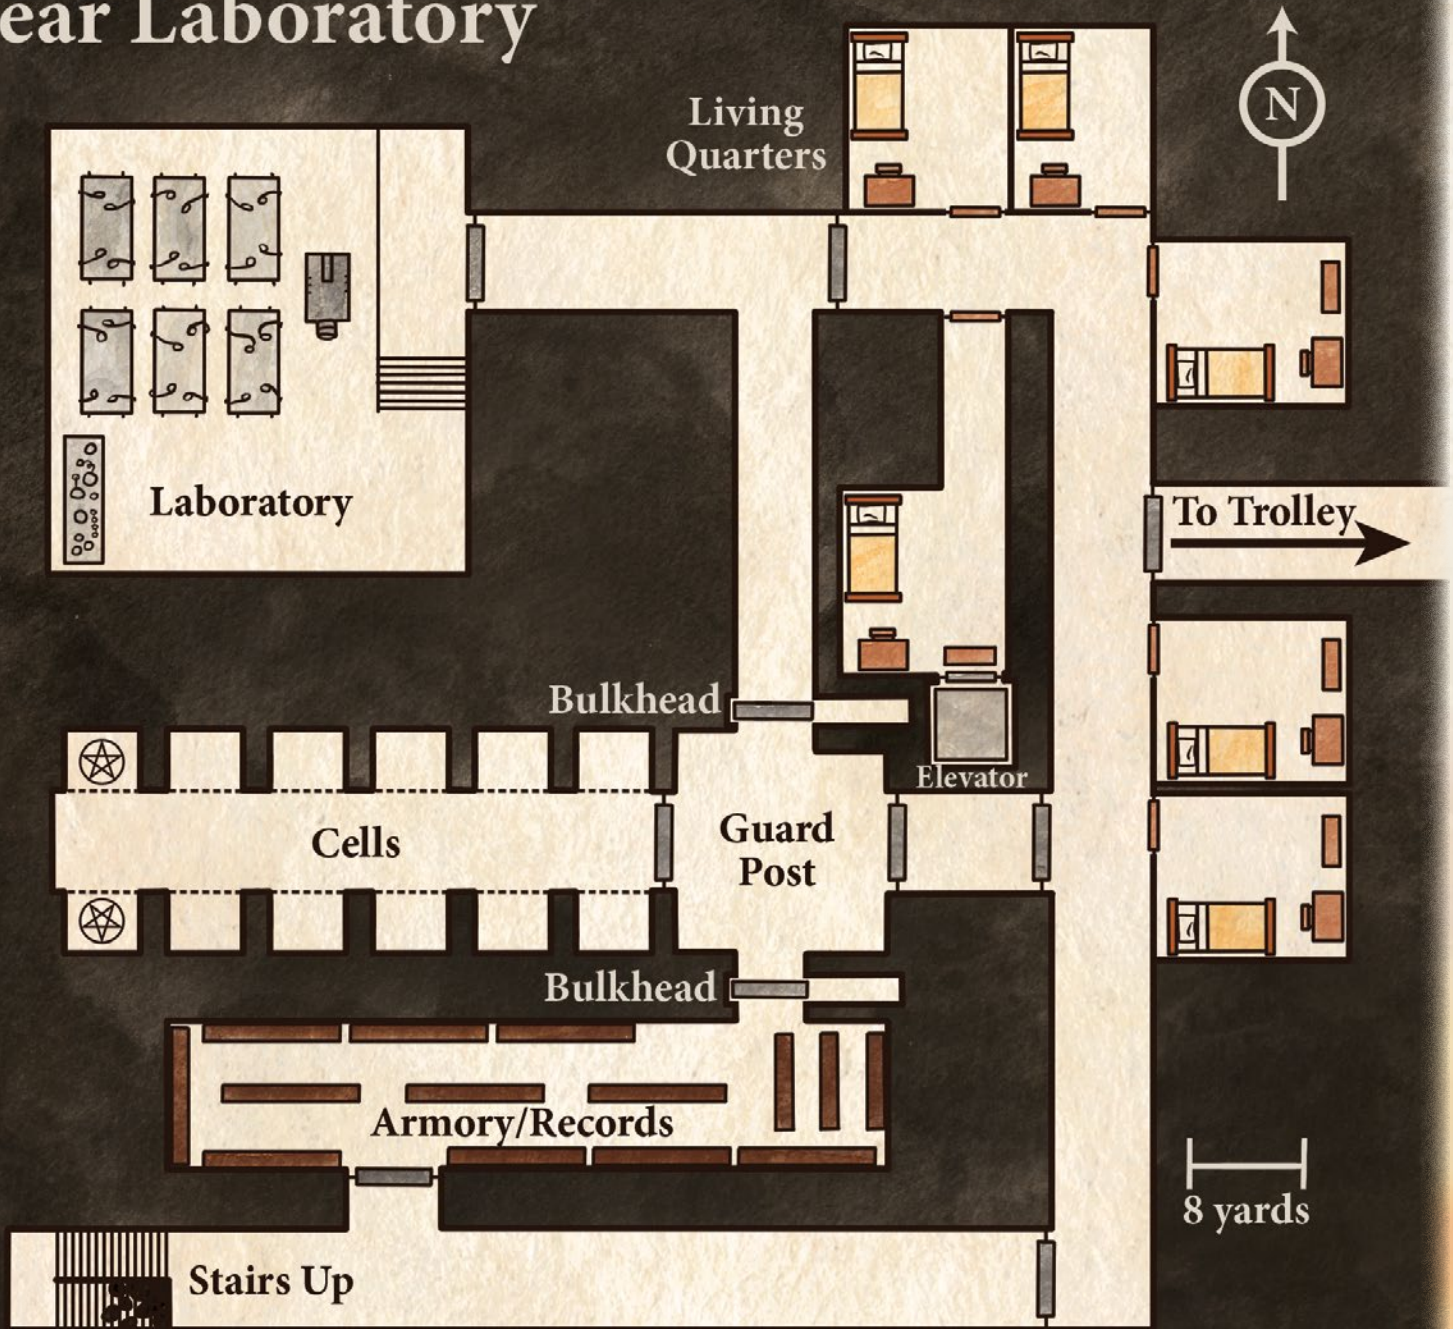 ear Laboratory
Living
Quarters
N
Laboratory
To Trolley
Bulkhead
Elevator
Cells
Guard
Post
Bulkhead
Armory/Records
8 yards
Stairs Up